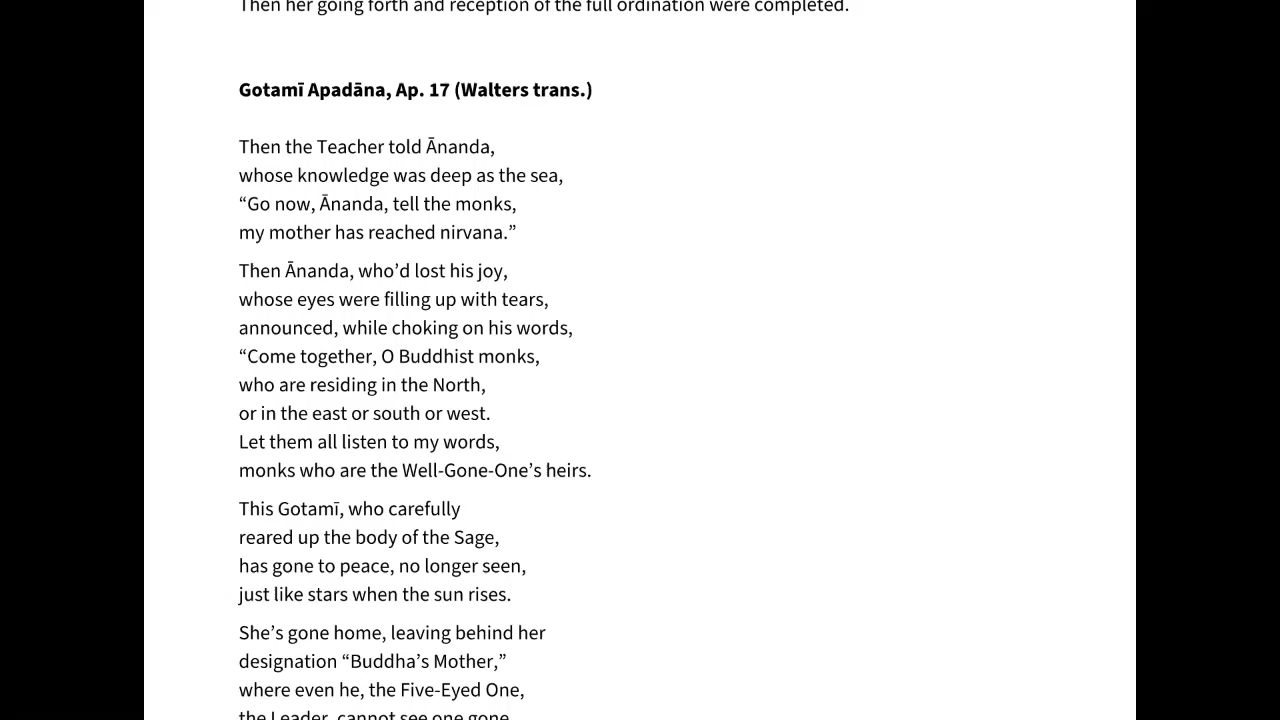 Then her going forth and reception of the full ordination were completed.
Gotamī Apadāna, Ap. 17 (Walters trans.)
Then the Teacher told Ānanda,
whose knowledge was deep as the sea,
“Go now, Ānanda, tell the monks,
my mother has reached nirvana.”
Then Ānanda, who’d lost his joy,
whose eyes were filling up with tears,
announced, while choking on his words,
“Come together, O Buddhist monks,
who are residing in the North,
or in the east or south or west.
Let them all listen to my words,
monks who are the Well-Gone-One’s heirs.
This Gotamī, who carefully
reared up the body of the Sage,
has gone to peace, no longer seen,
just like stars when the sun rises.
She’s gone home, leaving behind her
designation “Buddha’s Mother,”
where even he, the Five-Eyed One,
the Leader, cannot see one gone